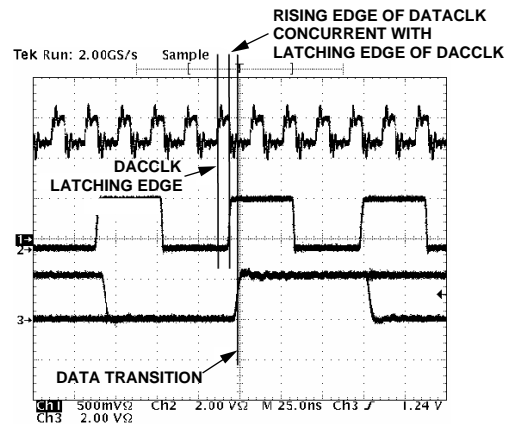 RISING EDGE OF DATACLK
CONCURRENT WITH
LATCHING EDGE OF DACCLK
Tek Run: 2.00GS/s Sample
DACCLK
LATCHING EDGE
1→
2→
3→
DATA TRANSITION
Ch1 500mVΩ Ch2 2.00 VΩ M 25.0ns Ch3 ∫ 1.24 V
Ch3 2.00 VΩ